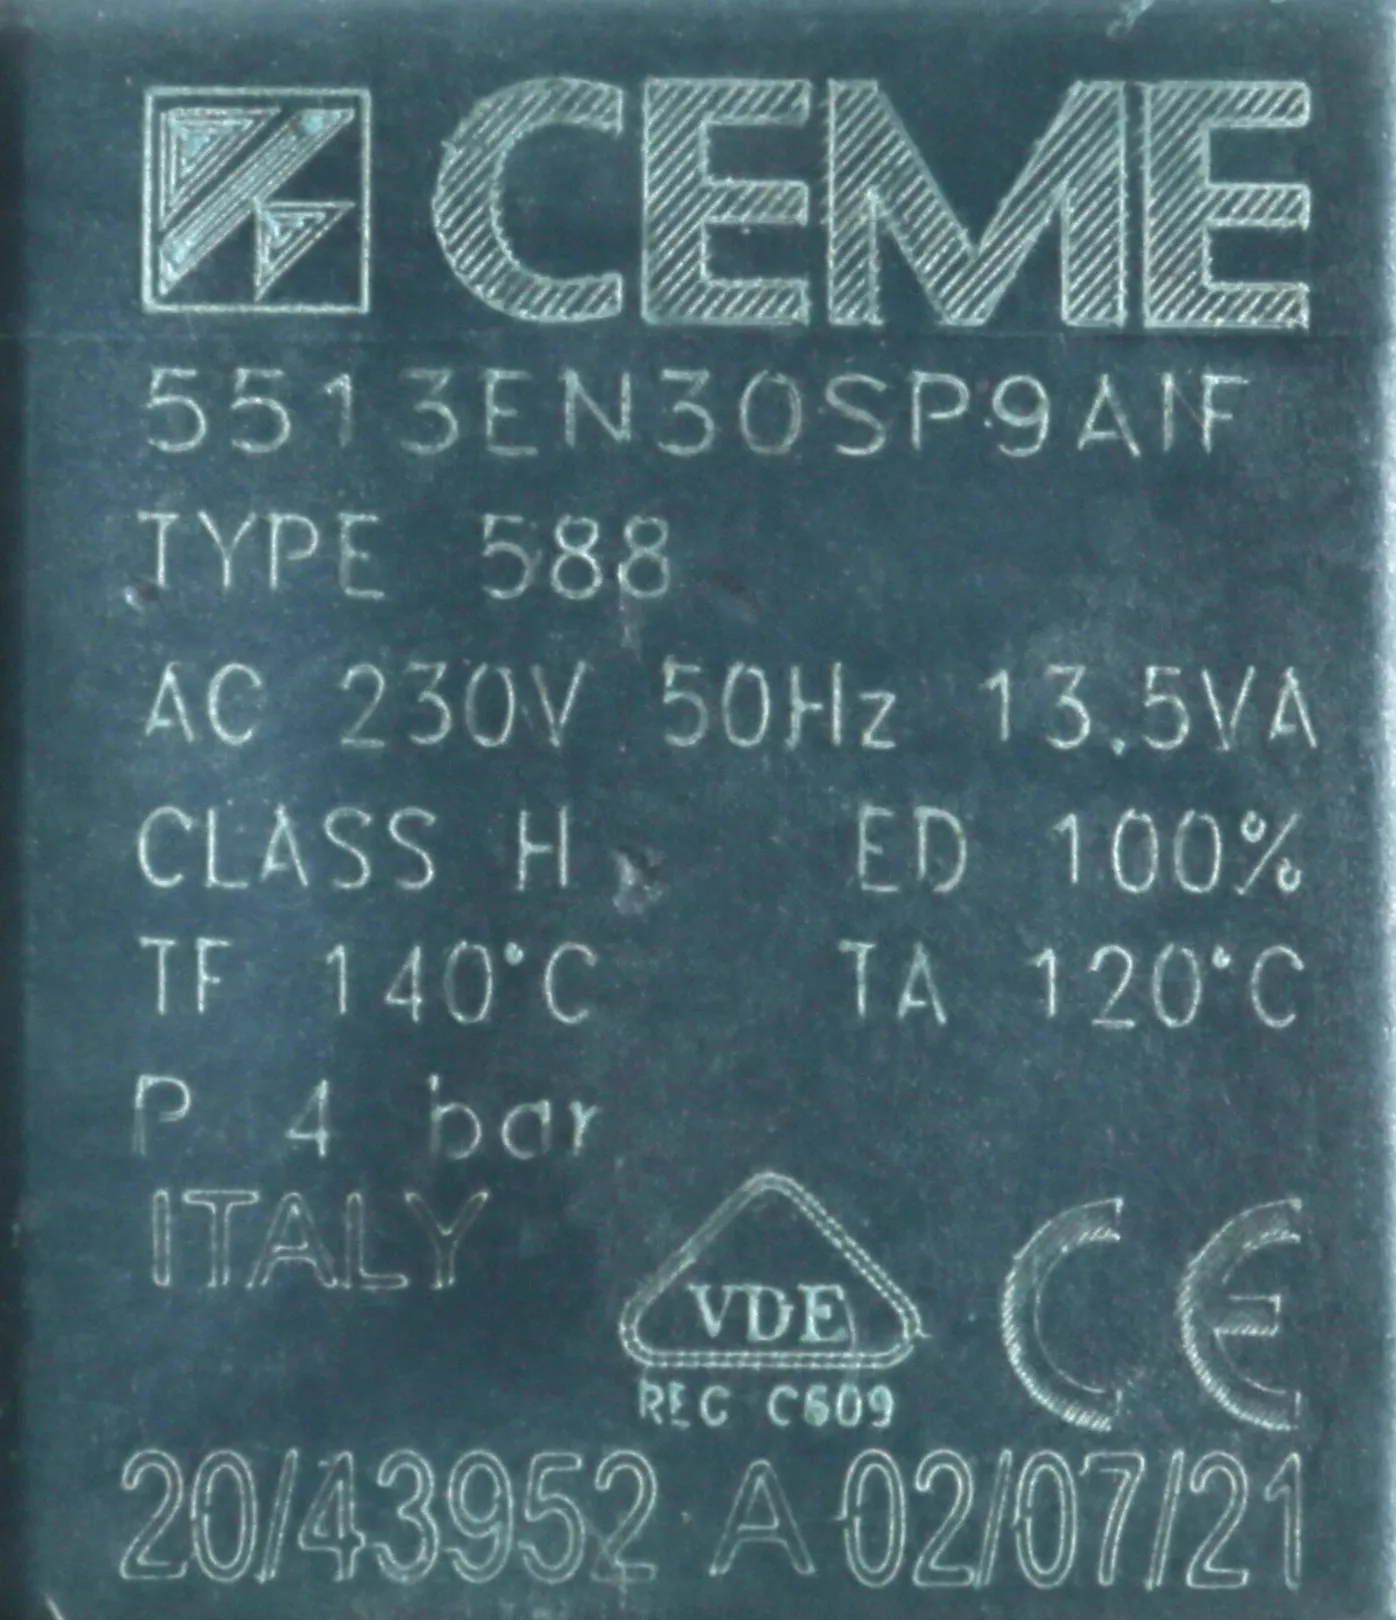 CEME
5513EN30SP9AIF
TYPE 588
AC 230V 50Hz 13.5VA
CLASS H ED 100%
TF 140°C TA 120°C
P 4 bar
ITALY
VDE
REG C609
CE
20/43952 A 02/07/21